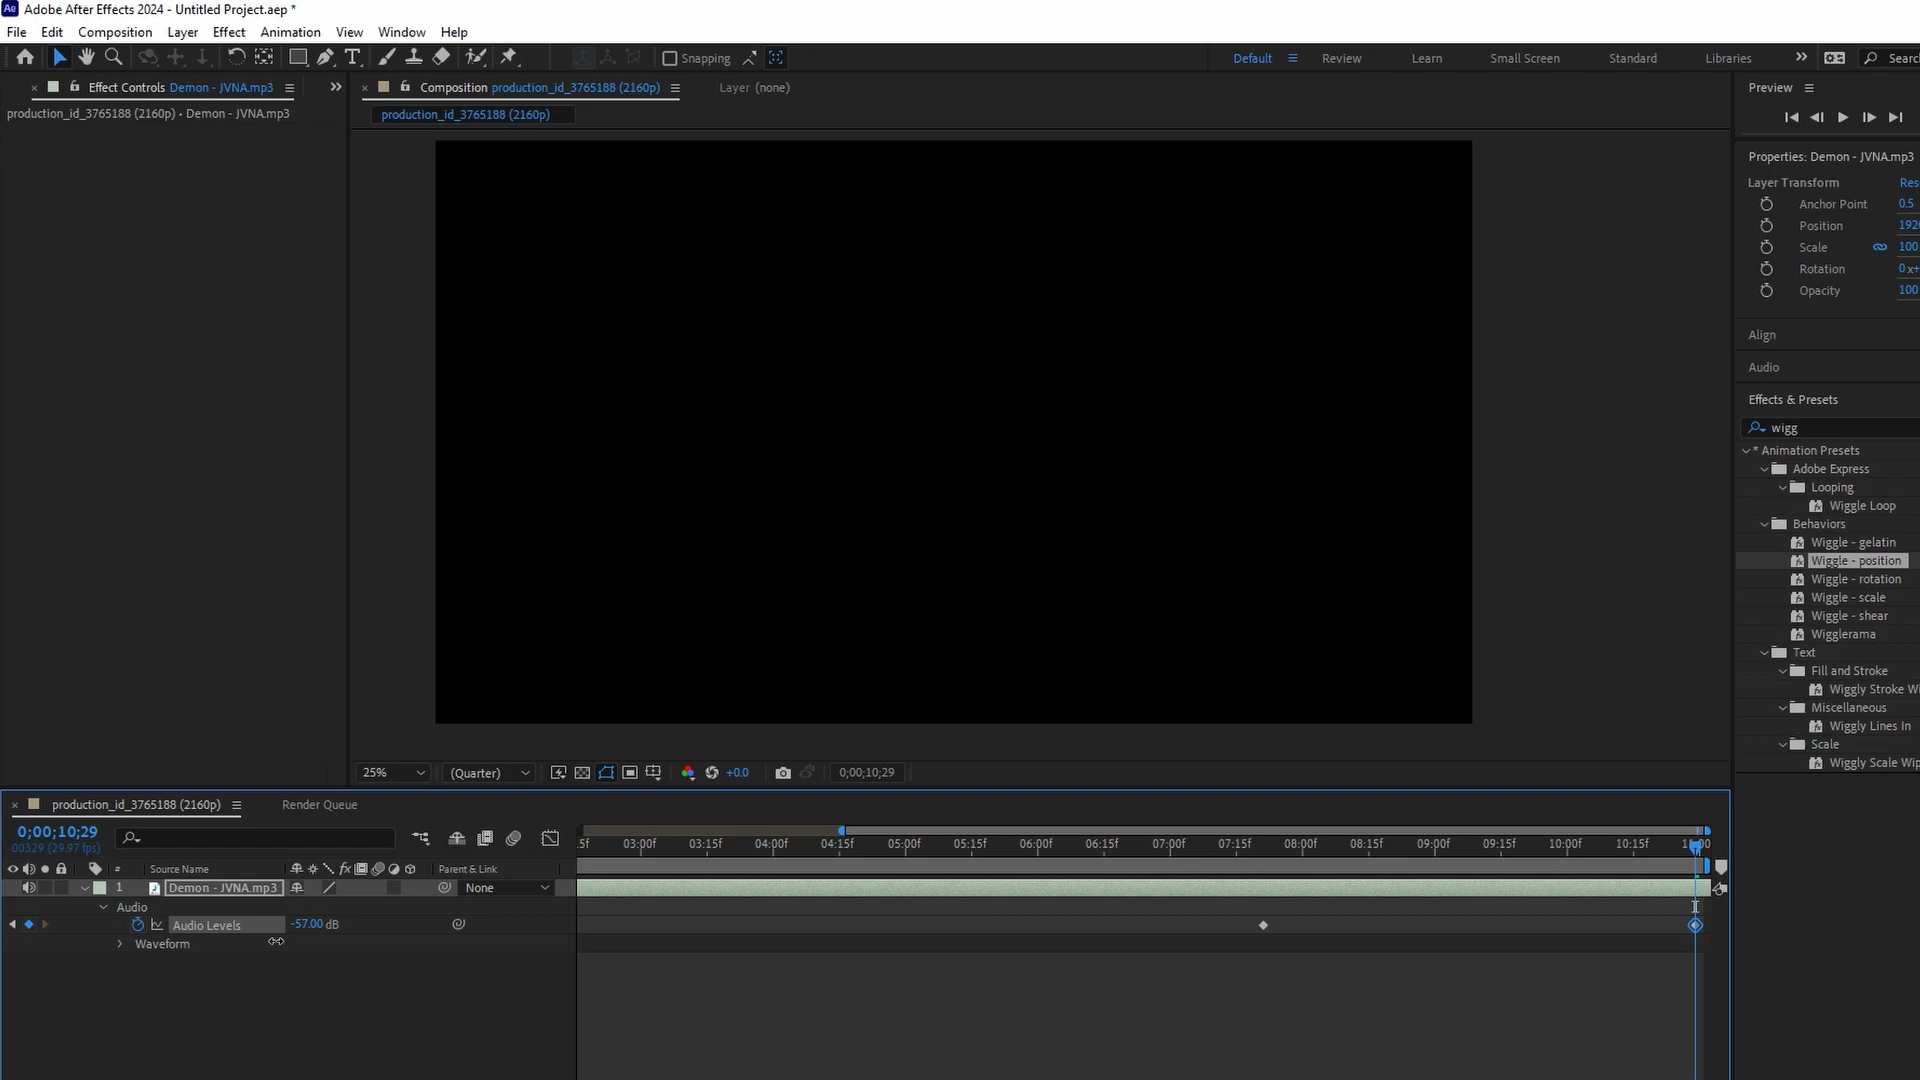 Ae Adobe After Effects 2024 - Untitled Project.aep *
File Edit Composition Layer Effect Animation View Window Help
Snapping Default Review Learn Small Screen Standard Libraries Searc
Effect Controls Demon - JVNA.mp3
production_id_3765188 (2160p) • Demon - JVNA.mp3
Composition production_id_3765188 (2160p) Layer (none)
production_id_3765188 (2160p)
Preview
Properties: Demon - JVNA.mp3
Layer Transform Res
Anchor Point 0.5
Position 192
Scale 100
Rotation 0x+
Opacity 100
Align
Audio
Effects & Presets
wigg
* Animation Presets
Adobe Express
Looping
Wiggle Loop
Behaviors
Wiggle - gelatin
Wiggle - position
Wiggle - rotation
Wiggle - scale
Wiggle - shear
Wigglerama
Text
Fill and Stroke
Wiggly Stroke Wi
Miscellaneous
Wiggly Lines In
Scale
Wiggly Scale Wip
25% (Quarter) +0.0 0;00;10;29
production_id_3765188 (2160p) Render Queue
0;00;10;29
00329 (29.97 fps)
:5f 03:00f 03:15f 04:00f 04:15f 05:00f 05:15f 06:00f 06:15f 07:00f 07:15f 08:00f 08:15f 09:00f 09:15f 10:00f 10:15f 11:00
# Source Name fx Parent & Link
1 Demon - JVNA.mp3 None
Audio
Audio Levels -57.00 dB
Waveform